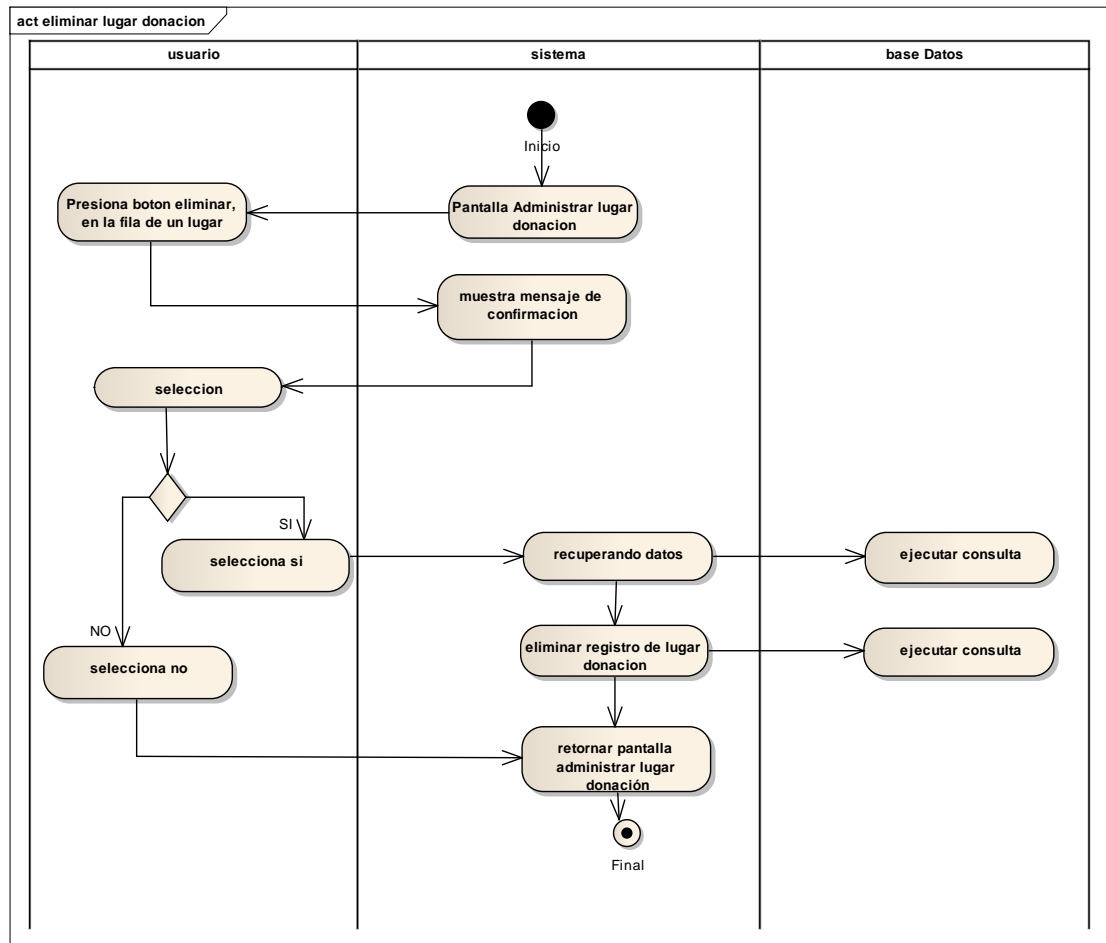 act eliminar lugar donacion
usuario
sistema
base Datos
Inicio
Presiona boton eliminar,
en la fila de un lugar
Pantalla Administrar lugar
donacion
muestra mensaje de
confirmacion
seleccion
SI
selecciona si
recuperando datos
ejecutar consulta
NO
selecciona no
eliminar registro de lugar
donacion
ejecutar consulta
retornar pantalla
administrar lugar
donación
Final